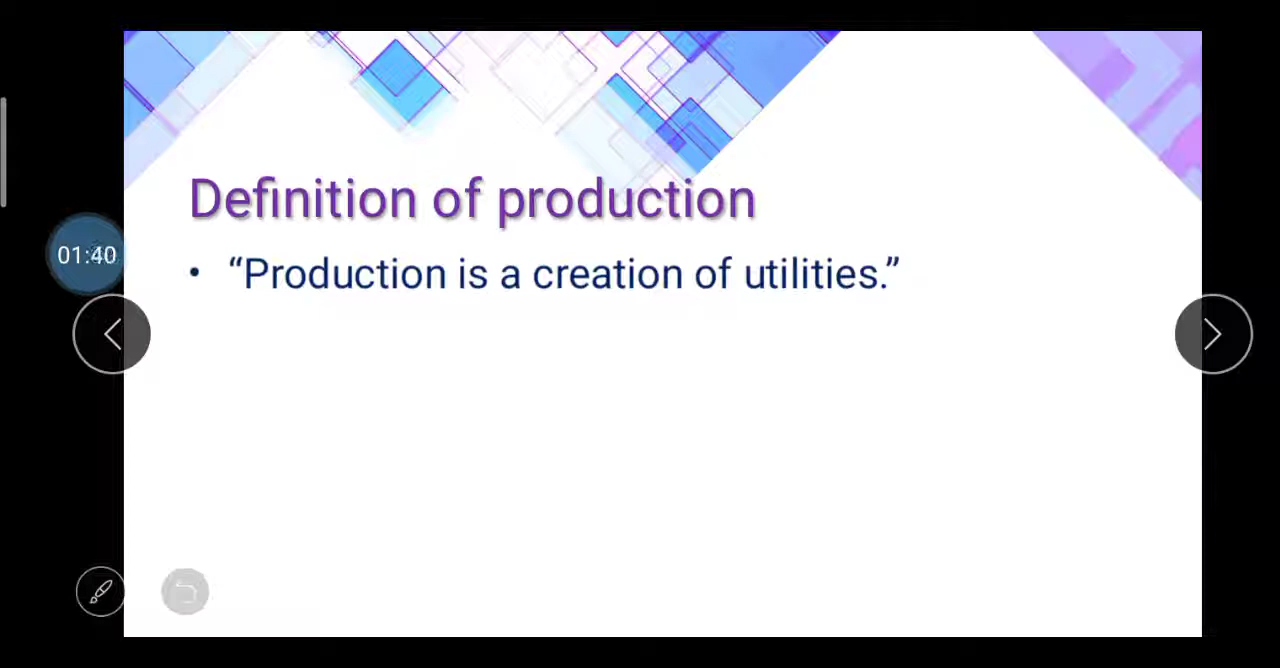 Definition of production
01:40
• “Production is a creation of utilities.”